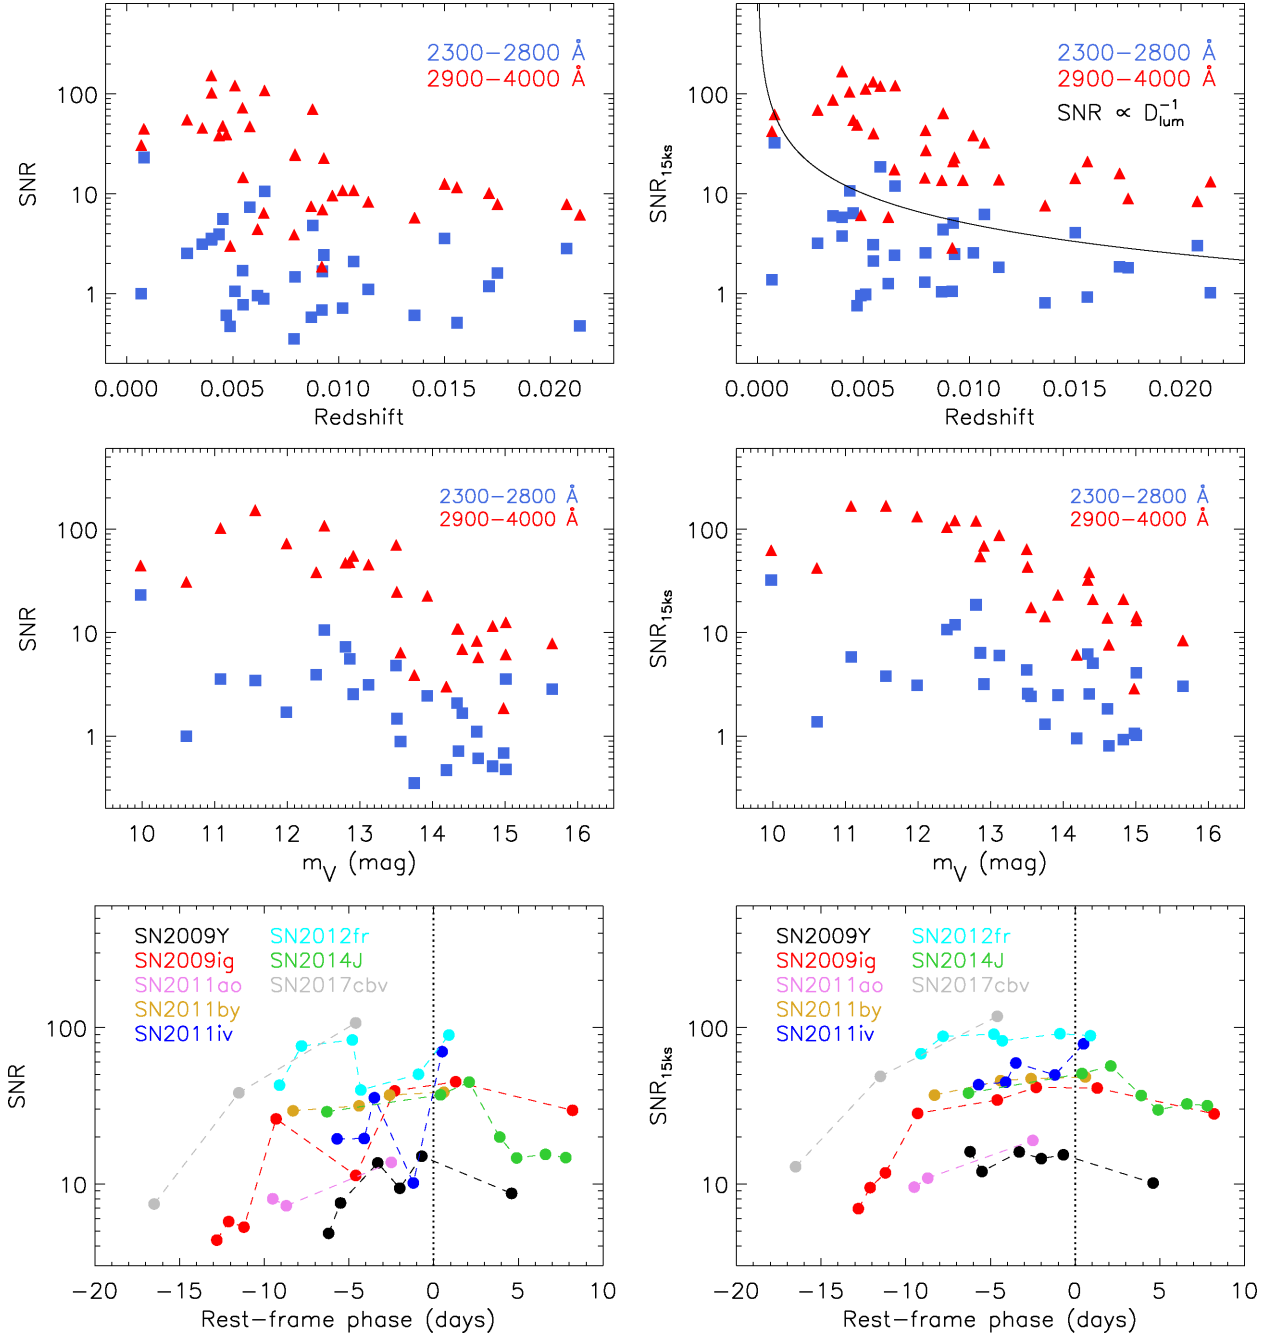 2300−2800 Å
2900−4000 Å
100
10
1
SNR
0.000 0.005 0.010 0.015 0.020
Redshift
2300−2800 Å
2900−4000 Å
SNR ∝ D_lum^−1
100
10
1
SNR_15ks
0.000 0.005 0.010 0.015 0.020
Redshift
2300−2800 Å
2900−4000 Å
100
10
1
SNR
10 11 12 13 14 15 16
m_V (mag)
2300−2800 Å
2900−4000 Å
100
10
1
SNR_15ks
10 11 12 13 14 15 16
m_V (mag)
SN2009Y SN2012fr
SN2009ig SN2014J
SN2011ao SN2017cbv
SN2011by
SN2011iv
100
10
SNR
−20 −15 −10 −5 0 5 10
Rest−frame phase (days)
SN2009Y SN2012fr
SN2009ig SN2014J
SN2011ao SN2017cbv
SN2011by
SN2011iv
100
10
SNR_15ks
−20 −15 −10 −5 0 5 10
Rest−frame phase (days)